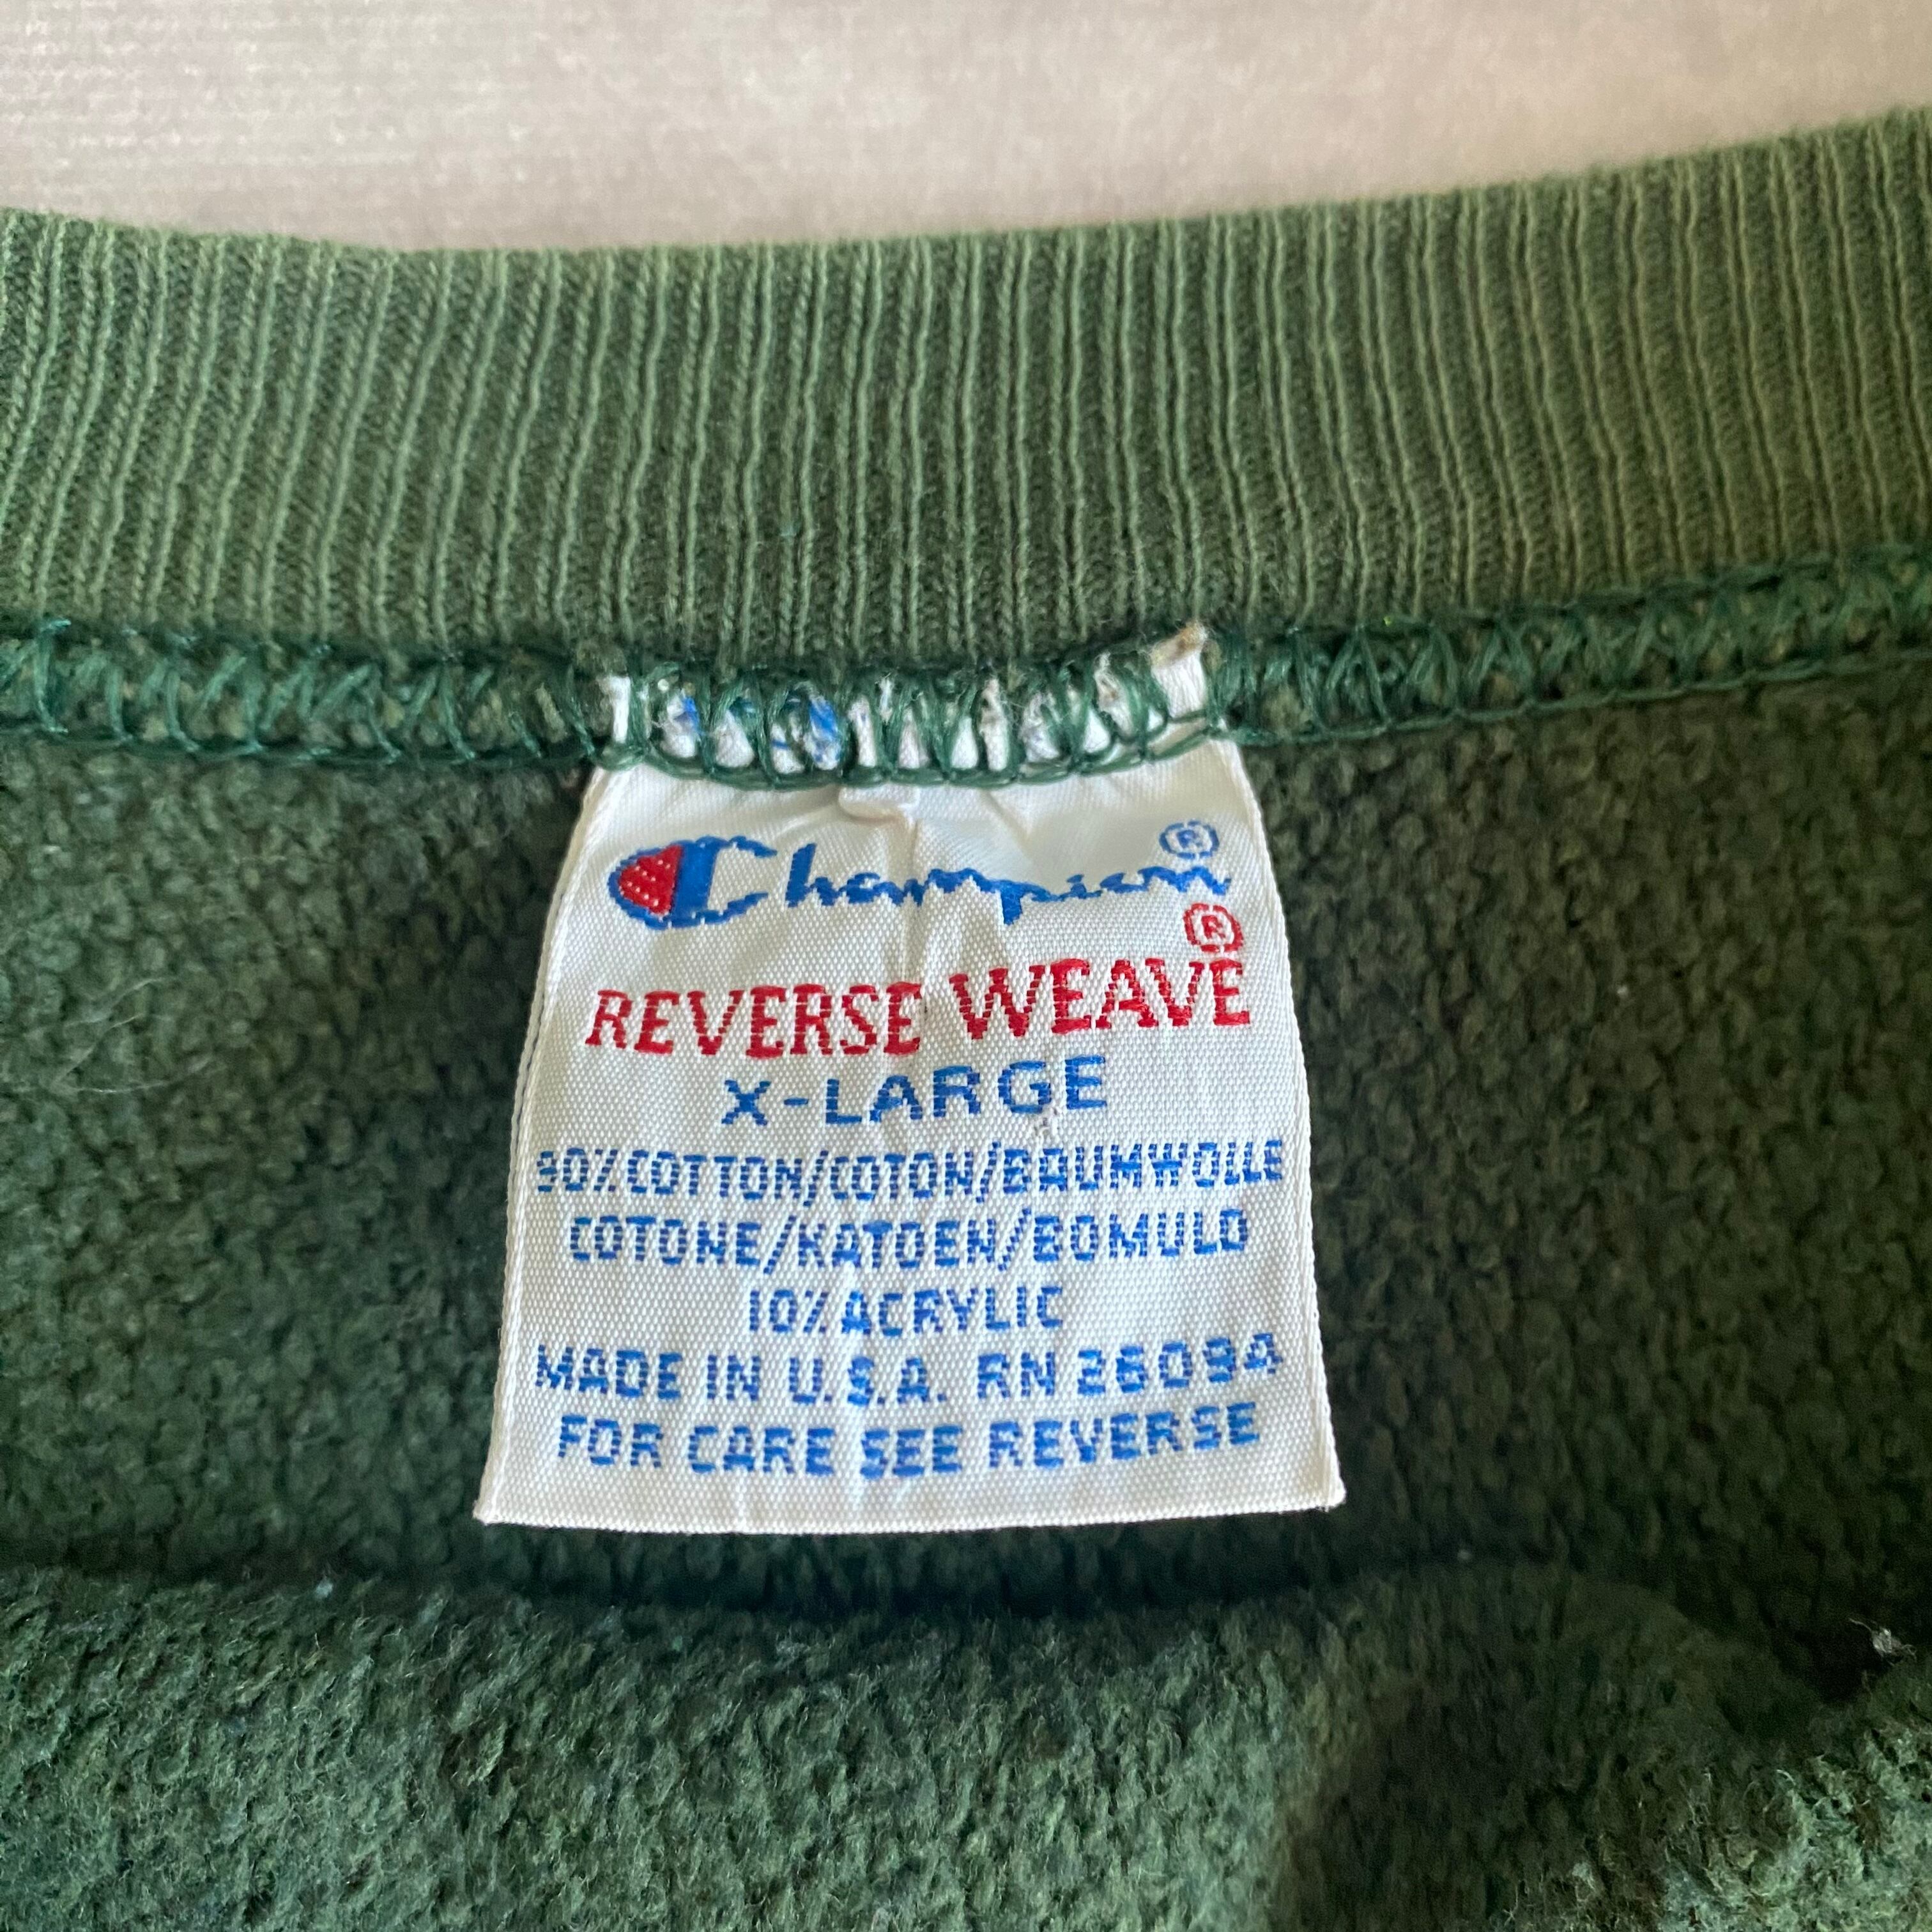 Champion®
®
REVERSE WEAVE
X-LARGE
90% COTTON/COTON/BAUMWOLLE
COTONE/KATOEN/BOMULD
10% ACRYLIC
MADE IN U.S.A. RN 26094
FOR CARE SEE REVERSE